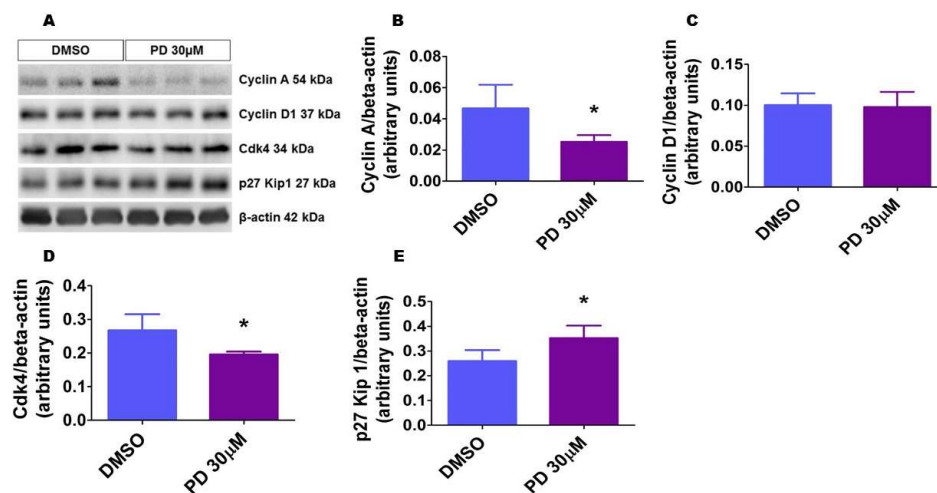 A
DMSO PD 30µM
Cyclin A 54 kDa
Cyclin D1 37 kDa
Cdk4 34 kDa
p27 Kip1 27 kDa
β-actin 42 kDa
B
Cyclin A/beta-actin
(arbitrary units)
0.08
0.06
0.04
0.02
0.00
*
DMSO
PD 30µM
C
Cyclin D1/beta-actin
(arbitrary units)
0.15
0.10
0.05
0.00
DMSO
PD 30µM
D
Cdk4/beta-actin
(arbitrary units)
0.4
0.3
0.2
0.1
0.0
*
DMSO
PD 30µM
E
p27 Kip 1/beta-actin
(arbitrary units)
0.5
0.4
0.3
0.2
0.1
0.0
*
DMSO
PD 30µM